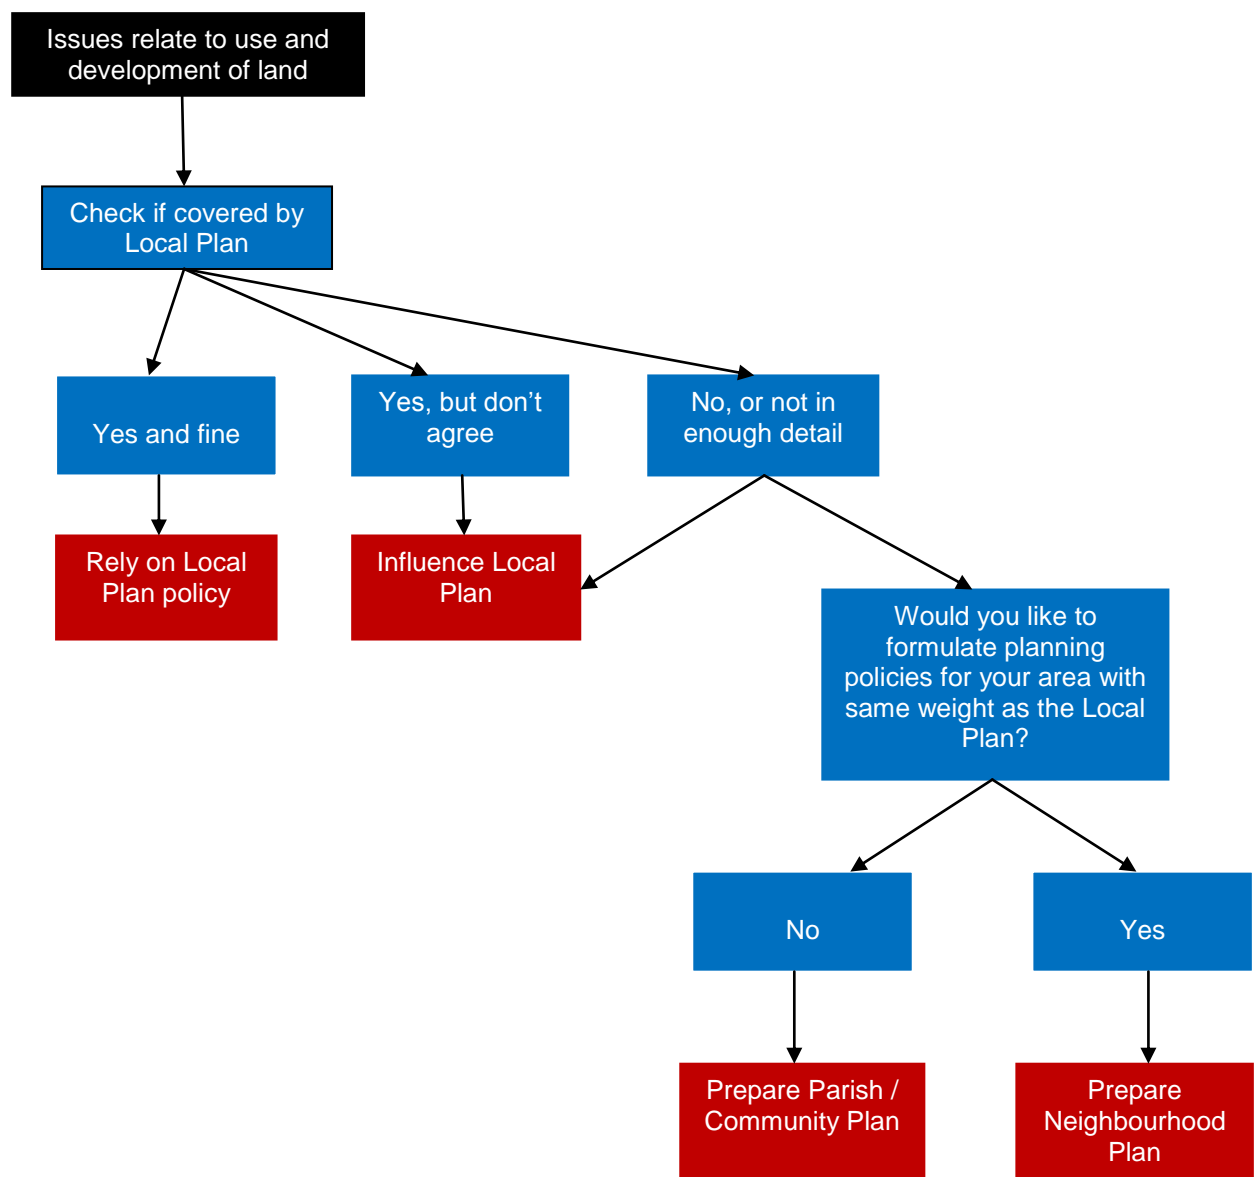 Issues relate to use and
development of land
Check if covered by
Local Plan
Yes and fine
Yes, but don’t
agree
No, or not in
enough detail
Rely on Local
Plan policy
Influence Local
Plan
Would you like to
formulate planning
policies for your area with
same weight as the Local
Plan?
No
Yes
Prepare Parish /
Community Plan
Prepare
Neighbourhood
Plan